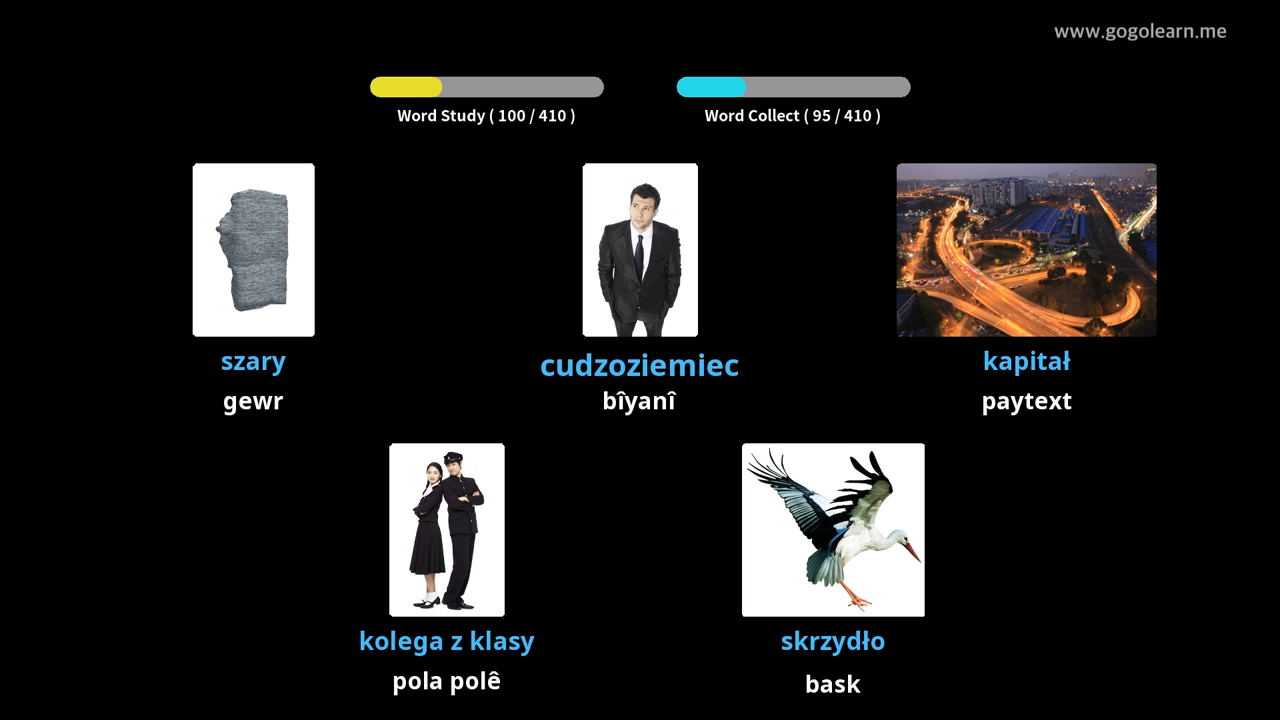 www.gogolearn.me
Word Study ( 100 / 410 )
Word Collect ( 95 / 410 )
szary
gewr
cudzoziemiec
bîyanî
kapitał
paytext
kolega z klasy
pola polê
skrzydło
bask